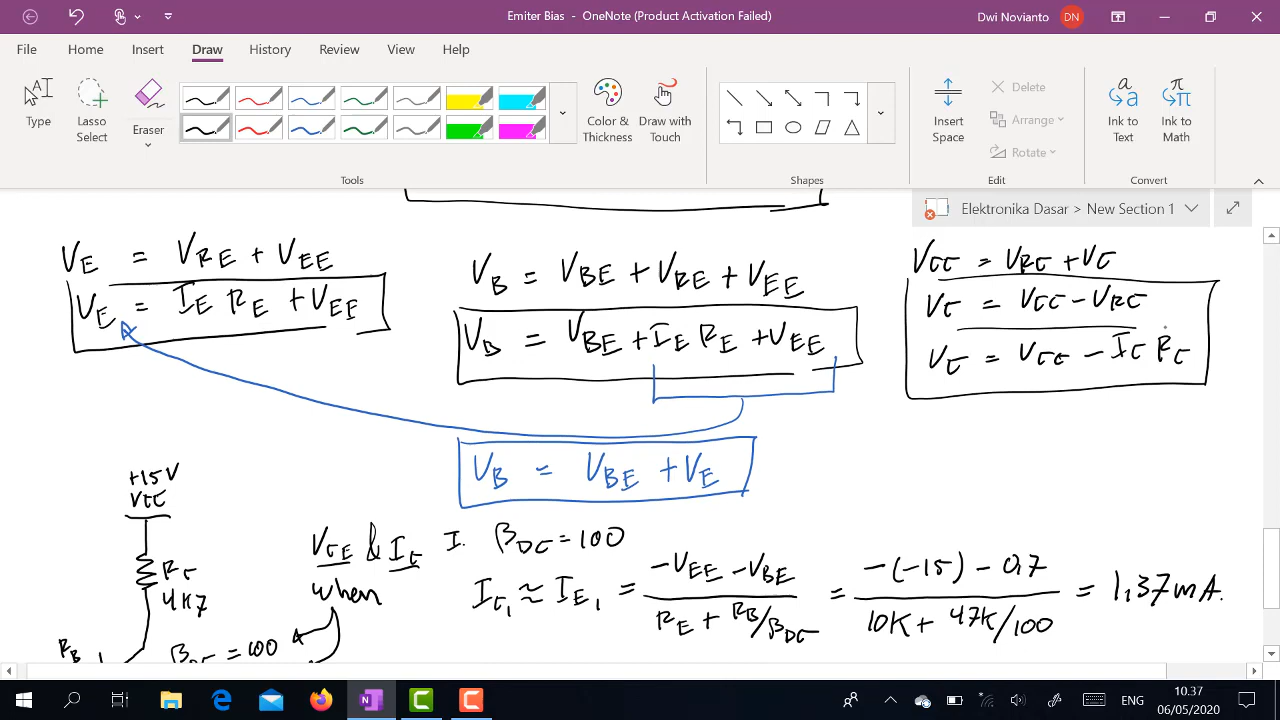 Emiter Bias - OneNote (Product Activation Failed)
Dwi Novianto DN
File Home Insert Draw History Review View Help
Type
Lasso Select
Eraser
Color & Thickness
Draw with Touch
Insert Space
Delete
Arrange
Rotate
Ink to Text
Ink to Math
Tools
Shapes
Edit
Convert
Elektronika Dasar > New Section 1
VE = VRE + VEE
VE = IE RE + VEE
VB = VBE + VRE + VEE
VB = VBE + IE RE + VEE
VCC = VRC + VC
VC = VCC - VRC
VC = VCC - IC RC
VB = VBE + VE
+15V
VCC
RC
4K7
RB
VCE & IC
when
βDC = 100
I. βDC = 100
IC1 ≈ IE1 = -VEE - VBE / RE + RB/βDC = -(-15) - 0,7 / 10K + 47K/100 = 1,37 mA.
ENG
10.37
06/05/2020